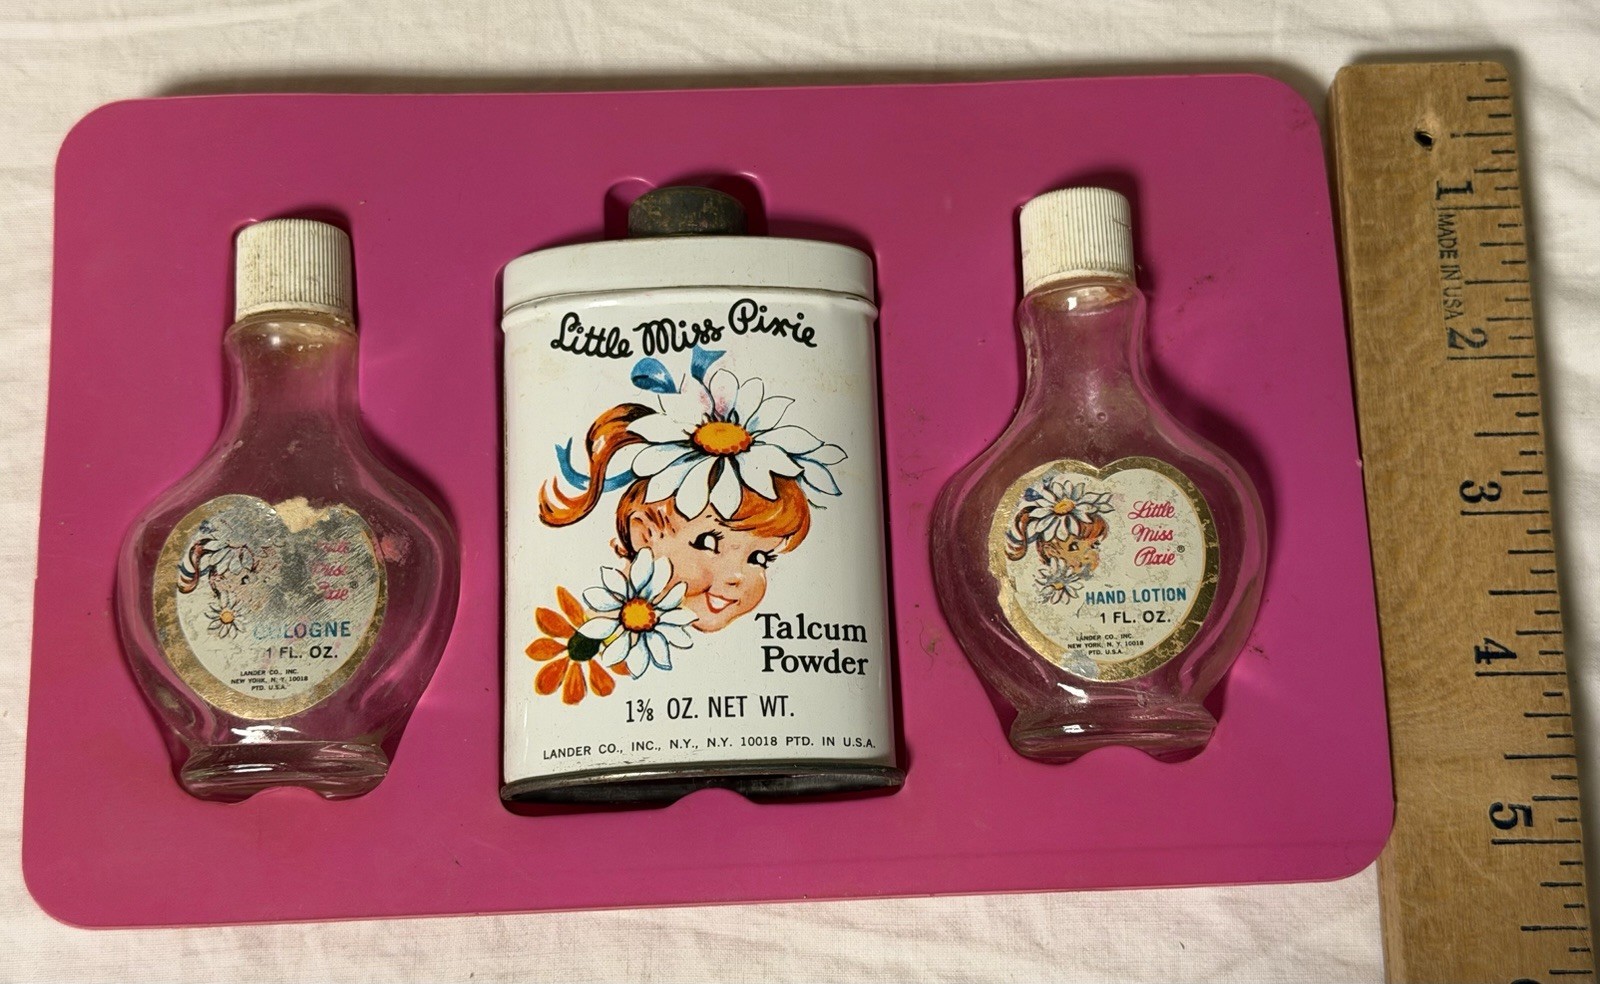 Little Miss Pixie
Talcum
Powder
1⅜ OZ. NET WT.
LANDER CO., INC., N.Y., N.Y. 10018 PTD. IN U.S.A.
COLOGNE
1 FL. OZ.
LANDER CO., INC.
NEW YORK, N. Y. 10018
PTD. U.S.A.
Little
Miss
Pixie®
HAND LOTION
1 FL. OZ.
LANDER CO., INC.
NEW YORK, N. Y. 10018
PTD. U.S.A.
1
MADE IN USA
2
3
4
5